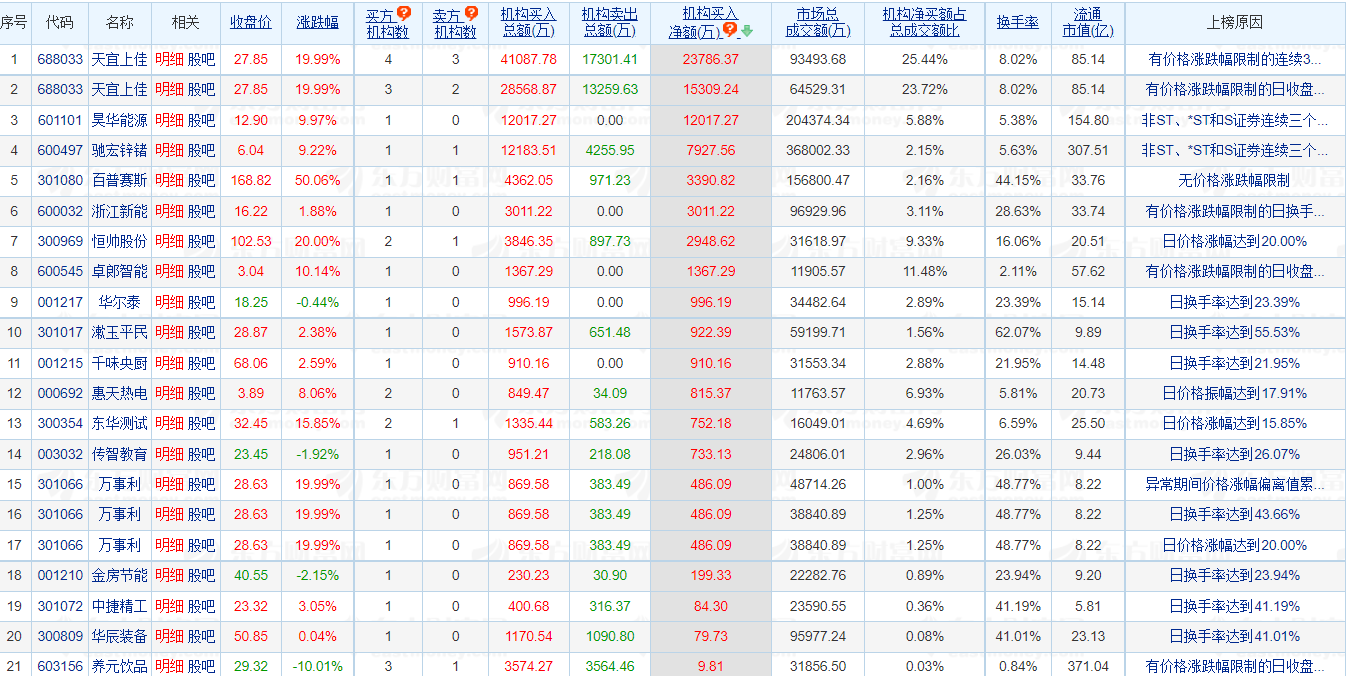 序号 代码 名称 相关 收盘价 涨跌幅 买方机构数 卖方机构数 机构买入总额(万) 机构卖出总额(万) 机构买入净额(万) 市场总成交额(万) 机构净买额占总成交额比 换手率 流通市值(亿) 上榜原因
1 688033 天宜上佳 明细 股吧 27.85 19.99% 4 3 41087.78 17301.41 23786.37 93493.68 25.44% 8.02% 85.14 有价格涨跌幅限制的连续3...
2 688033 天宜上佳 明细 股吧 27.85 19.99% 3 2 28568.87 13259.63 15309.24 64529.31 23.72% 8.02% 85.14 有价格涨跌幅限制的日收盘...
3 601101 昊华能源 明细 股吧 12.90 9.97% 1 0 12017.27 0.00 12017.27 204374.34 5.88% 5.38% 154.80 非ST、*ST和S证券连续三个...
4 600497 驰宏锌锗 明细 股吧 6.04 9.22% 1 1 12183.51 4255.95 7927.56 368002.33 2.15% 5.63% 307.51 非ST、*ST和S证券连续三个...
5 301080 百普赛斯 明细 股吧 168.82 50.06% 1 1 4362.05 971.23 3390.82 156800.47 2.16% 44.15% 33.76 无价格涨跌幅限制
6 600032 浙江新能 明细 股吧 16.22 1.88% 1 0 3011.22 0.00 3011.22 96929.96 3.11% 28.63% 33.74 有价格涨跌幅限制的日换手...
7 300969 恒帅股份 明细 股吧 102.53 20.00% 2 1 3846.35 897.73 2948.62 31618.97 9.33% 16.06% 20.51 日价格涨幅达到20.00%
8 600545 卓郎智能 明细 股吧 3.04 10.14% 1 0 1367.29 0.00 1367.29 11905.57 11.48% 2.11% 57.62 有价格涨跌幅限制的日收盘...
9 001217 华尔泰 明细 股吧 18.25 -0.44% 1 0 996.19 0.00 996.19 34482.64 2.89% 23.39% 15.14 日换手率达到23.39%
10 301017 漱玉平民 明细 股吧 28.87 2.38% 1 0 1573.87 651.48 922.39 59199.71 1.56% 62.07% 9.89 日换手率达到55.53%
11 001215 千味央厨 明细 股吧 68.06 2.59% 1 0 910.16 0.00 910.16 31553.34 2.88% 21.95% 14.48 日换手率达到21.95%
12 000692 惠天热电 明细 股吧 3.89 8.06% 2 0 849.47 34.09 815.37 11763.57 6.93% 5.81% 20.73 日价格振幅达到17.91%
13 300354 东华测试 明细 股吧 32.45 15.85% 2 1 1335.44 583.26 752.18 16049.01 4.69% 6.59% 25.50 日价格涨幅达到15.85%
14 003032 传智教育 明细 股吧 23.45 -1.92% 1 0 951.21 218.08 733.13 24806.01 2.96% 26.03% 9.44 日换手率达到26.07%
15 301066 万事利 明细 股吧 28.63 19.99% 1 0 869.58 383.49 486.09 48714.26 1.00% 48.77% 8.22 异常期间价格涨幅偏离值累...
16 301066 万事利 明细 股吧 28.63 19.99% 1 0 869.58 383.49 486.09 38840.89 1.25% 48.77% 8.22 日换手率达到43.66%
17 301066 万事利 明细 股吧 28.63 19.99% 1 0 869.58 383.49 486.09 38840.89 1.25% 48.77% 8.22 日价格涨幅达到20.00%
18 001210 金房节能 明细 股吧 40.55 -2.15% 1 0 230.23 30.90 199.33 22282.76 0.89% 23.94% 9.20 日换手率达到23.94%
19 301072 中捷精工 明细 股吧 23.32 3.05% 1 0 400.68 316.37 84.30 23590.55 0.36% 41.19% 5.81 日换手率达到41.19%
20 300809 华辰装备 明细 股吧 50.85 0.04% 1 0 1170.54 1090.80 79.73 95977.24 0.08% 41.01% 23.13 日换手率达到41.01%
21 603156 养元饮品 明细 股吧 29.32 -10.01% 3 1 3574.27 3564.46 9.81 31856.50 0.03% 0.84% 371.04 有价格涨跌幅限制的日收盘...